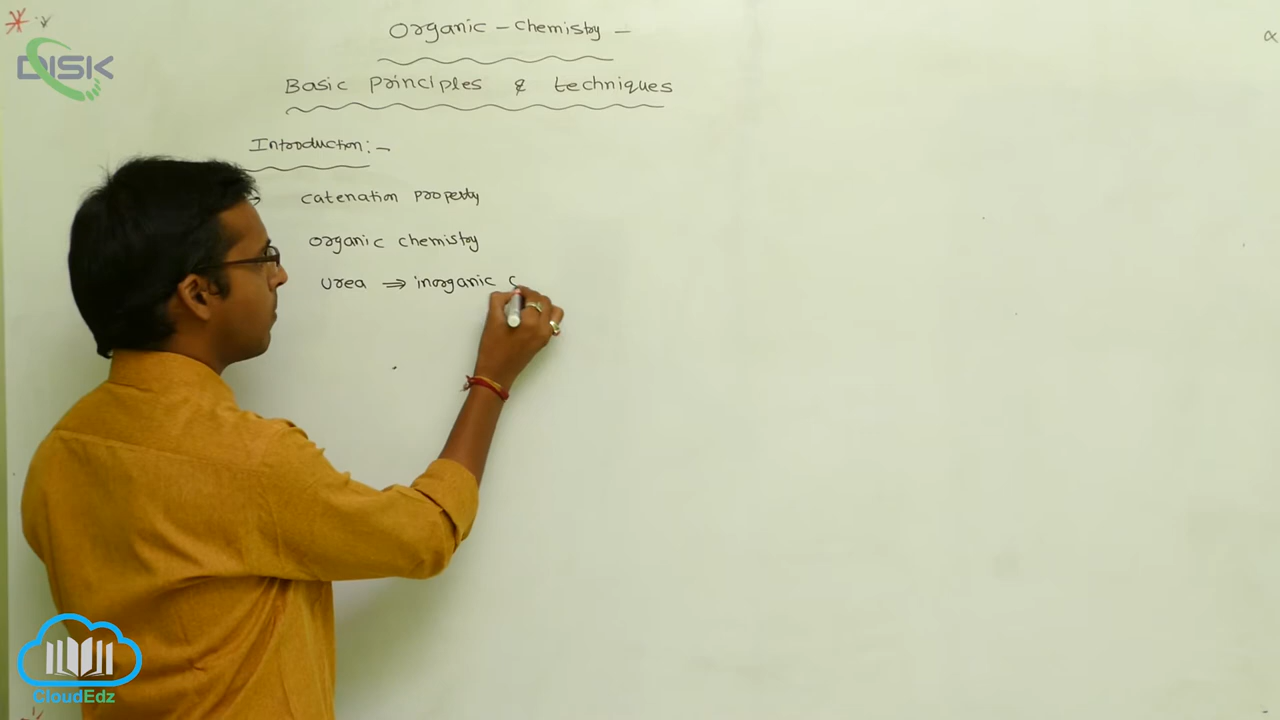 Organic - Chemistry -
Basic Principles & techniques
Introduction: -
catenation property
organic chemistry
urea ⇒ inorganic c
DISK
CloudEdz